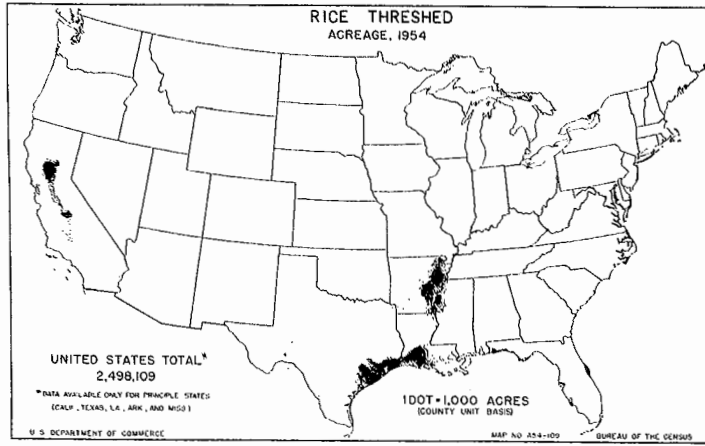 RICE THRESHED
ACREAGE, 1954
UNITED STATES TOTAL*
2,498,109
*DATA AVAILABLE ONLY FOR PRINCIPLE STATES
(CALIF., TEXAS, LA., ARK., AND MISS.)
1 DOT = 1,000 ACRES
(COUNTY UNIT BASIS)
U. S. DEPARTMENT OF COMMERCE
MAP NO. A54-109
BUREAU OF THE CENSUS